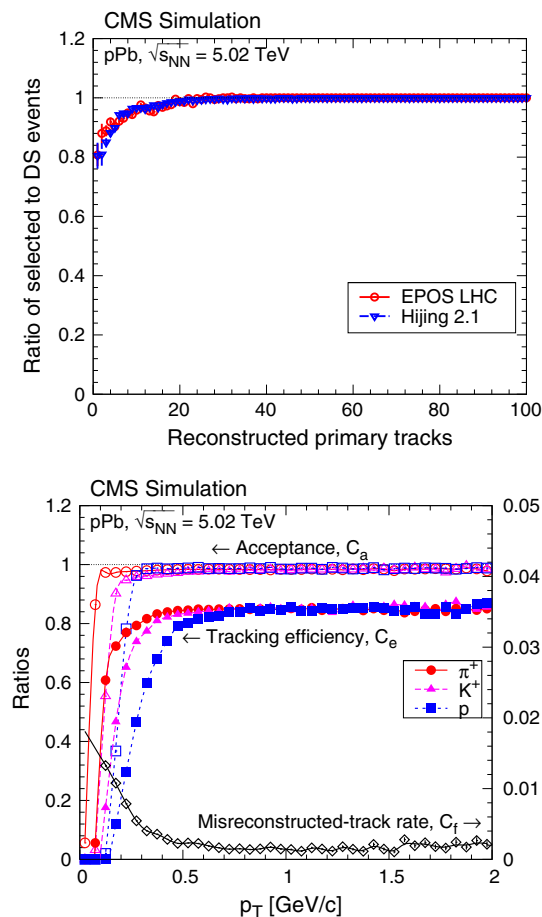 CMS Simulation
pPb, √sNN = 5.02 TeV
1.2
1
0.8
0.6
0.4
0.2
0
Ratio of selected to DS events
EPOS LHC
Hijing 2.1
0 20 40 60 80 100
Reconstructed primary tracks
CMS Simulation
pPb, √sNN = 5.02 TeV
1.2
1
0.8
0.6
0.4
0.2
0
Ratios
0.05
0.04
0.03
0.02
0.01
0
← Acceptance, Ca
← Tracking efficiency, Ce
π+
K+
p
Misreconstructed-track rate, Cf →
0 0.5 1 1.5 2
pT [GeV/c]